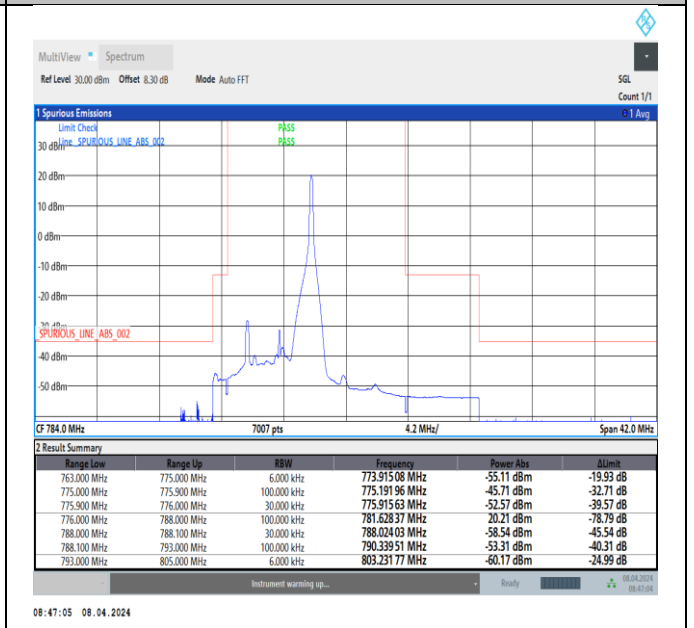 MultiView Spectrum
Ref Level 30.00 dBm Offset 8.30 dB Mode Auto FFT SGL
Count 1/1
1 Spurious Emissions 1 Avg
Limit Check PASS
Line _SPURIOUS_LINE_ABS_002 PASS
30 dBm
20 dBm
10 dBm
0 dBm
-10 dBm
-20 dBm
-30 dBm
_SPURIOUS_LINE_ABS_002
-40 dBm
-50 dBm
CF 784.0 MHz 7007 pts 4.2 MHz/ Span 42.0 MHz
2 Result Summary
Range Low Range Up RBW Frequency Power Abs ΔLimit
763.000 MHz 775.000 MHz 6.000 kHz 773.91508 MHz -55.11 dBm -19.93 dB
775.000 MHz 775.900 MHz 100.000 kHz 775.19196 MHz -45.71 dBm -32.71 dB
775.900 MHz 776.000 MHz 30.000 kHz 775.91563 MHz -52.57 dBm -39.57 dB
776.000 MHz 788.000 MHz 100.000 kHz 781.62837 MHz 20.21 dBm -78.79 dB
788.000 MHz 788.100 MHz 30.000 kHz 788.02403 MHz -58.54 dBm -45.54 dB
788.100 MHz 793.000 MHz 100.000 kHz 790.33951 MHz -53.31 dBm -40.31 dB
793.000 MHz 805.000 MHz 6.000 kHz 803.23177 MHz -60.17 dBm -24.99 dB
Instrument warming up... Ready 08.04.2024
08:47:04
08:47:05 08.04.2024